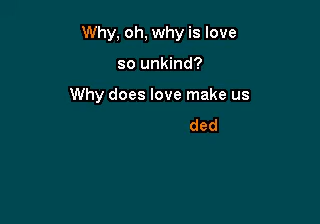 Why, oh, why is love
so unkind?
Why does love make us
ded